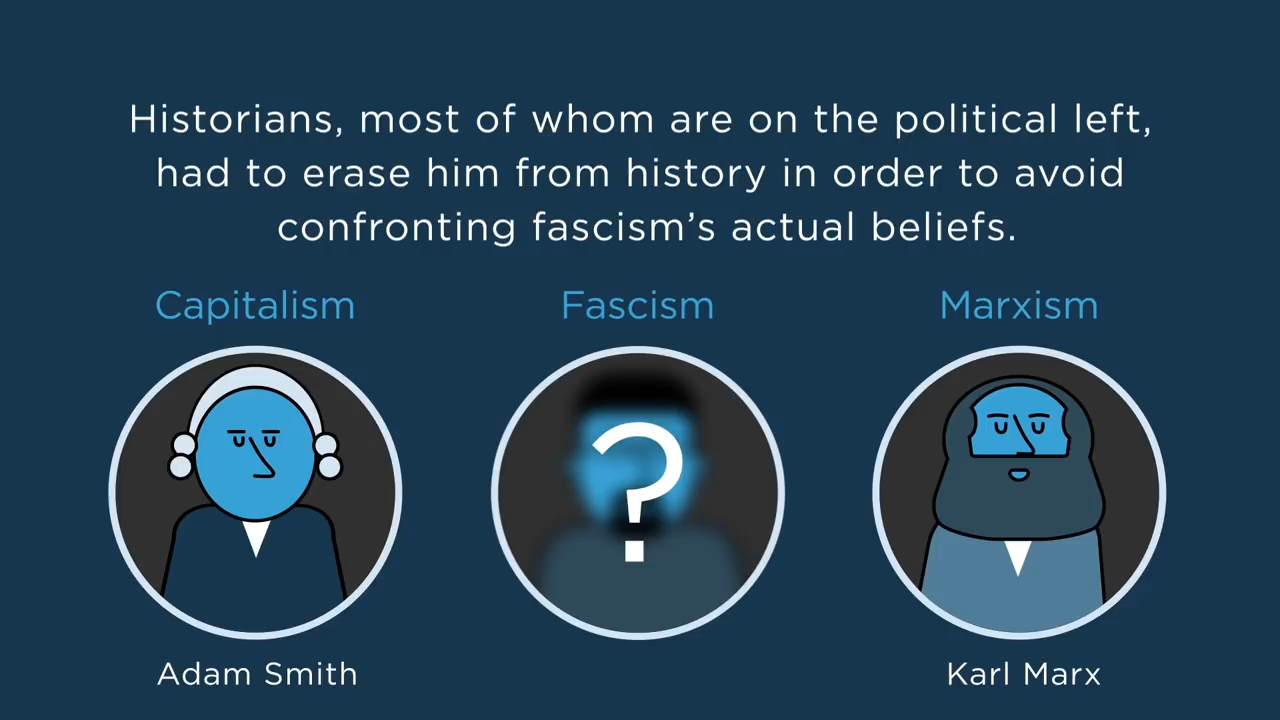 Historians, most of whom are on the political left,
had to erase him from history in order to avoid
confronting fascism’s actual beliefs.
Capitalism
Fascism
Marxism
?
Adam Smith
Karl Marx